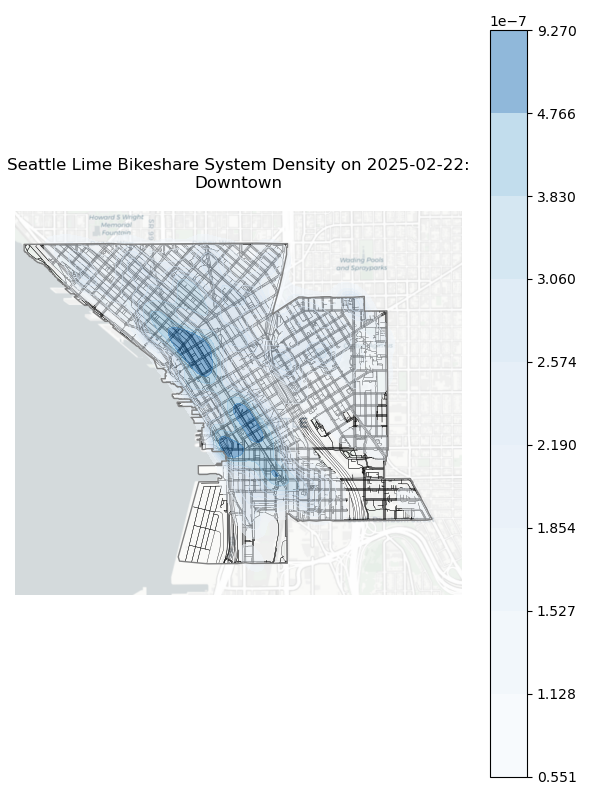 1e−7
9.270
Seattle Lime Bikeshare System Density on 2025-02-22:
Downtown
Howard S Wright
Memorial
Fountain
Wading Pools
and Sprayparks
4.766
3.830
3.060
2.574
2.190
1.854
1.527
1.128
0.551